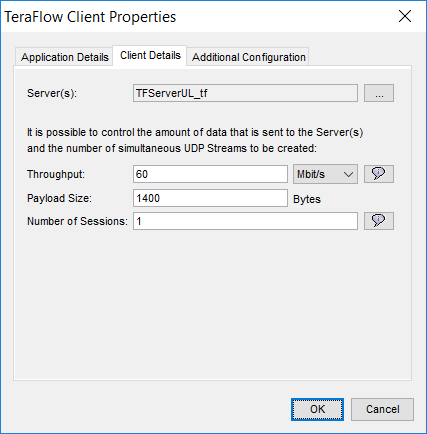 TeraFlow Client Properties
Application Details Client Details Additional Configuration
Server(s): TFServerUL_tf ...
It is possible to control the amount of data that is sent to the Server(s)
and the number of simultaneous UDP Streams to be created:
Throughput: 60 Mbit/s
Payload Size: 1400 Bytes
Number of Sessions: 1
OK Cancel